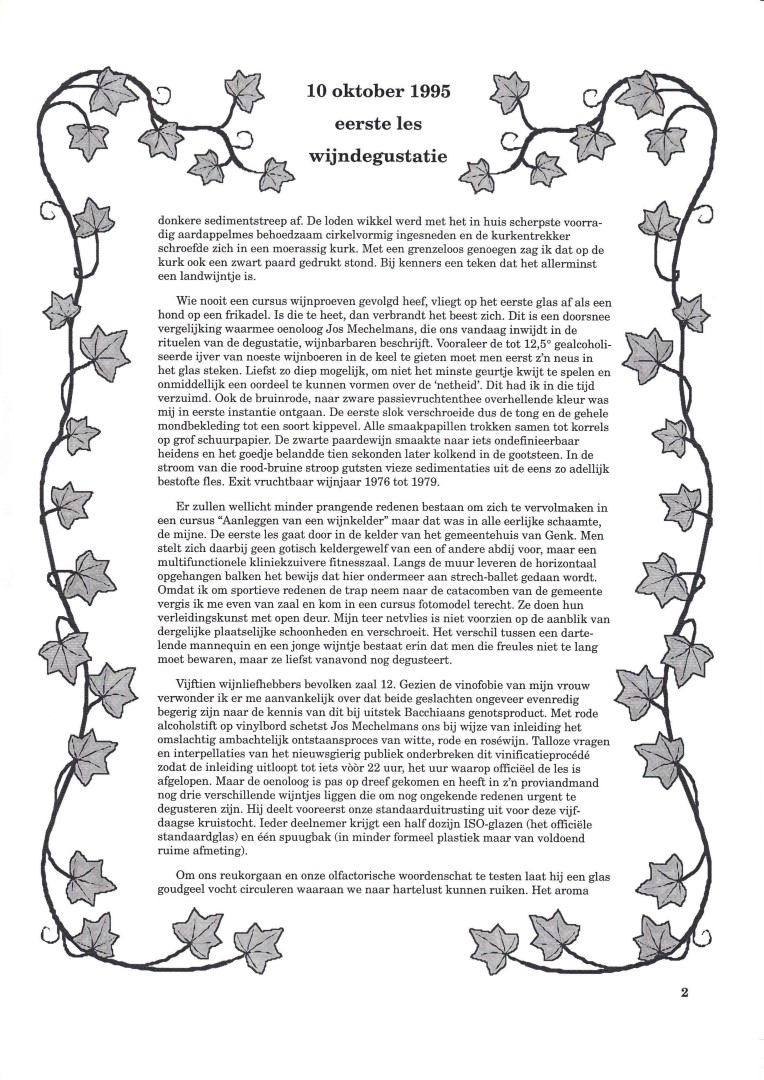 10 oktober 1995
eerste les
wijndegustatie
donkere sedimentstreep af. De loden wikkel werd met het in huis scherpste voorra-
dig aardappelmes behoedzaam cirkelvormig ingesneden en de kurkentrekker
schroefde zich in een moerassig kurk. Met een grenzeloos genoegen zag ik dat op de
kurk ook een zwart paard gedrukt stond. Bij kenners een teken dat het allerminst
een landwijntje is.
Wie nooit een cursus wijnproeven gevolgd heef, vliegt op het eerste glas af als een
hond op een frikadel. Is die te heet, dan verbrandt het beest zich. Dit is een doorsnee
vergelijking waarmee oenoloog Jos Mechelmans, die ons vandaag inwijdt in de
rituelen van de degustatie, wijnbarbaren beschrijft. Vooraleer de tot 12,5° gealcoholi-
seerde ijver van noeste wijnboeren in de keel te gieten moet men eerst z'n neus in
het glas steken. Liefst zo diep mogelijk, om niet het minste geurtje kwijt te spelen en
onmiddellijk een oordeel te kunnen vormen over de ‘netheid’. Dit had ik in die tijd
verzuimd. Ook de bruinrode, naar zware passievruchtenthee overhellende kleur was
mij in eerste instantie ontgaan. De eerste slok verschroeide dus de tong en de gehele
mondbekleding tot een soort kippevel. Alle smaakpapillen trokken samen tot korrels
op grof schuurpapier. De zwarte paardewijn smaakte naar iets ondefinieerbaar
heidens en het goedje belandde tien sekonden later kolkend in de gootsteen. In de
stroom van die rood-bruine stroop gutsten vieze sedimentaties uit de eens zo adellijk
bestofte fles. Exit vruchtbaar wijnjaar 1976 tot 1979.
Er zullen wellicht minder prangende redenen bestaan om zich te vervolmaken in
een cursus “Aanleggen van een wijnkelder” maar dat was in alle eerlijke schaamte,
de mijne. De eerste les gaat door in de kelder van het gemeentehuis van Genk. Men
stelt zich daarbij geen gotisch keldergewelf van een of andere abdij voor, maar een
multifunctionele kliniekzuivere fitnesszaal. Langs de muur leveren de horizontaal
opgehangen balken het bewijs dat hier ondermeer aan strech-ballet gedaan wordt.
Omdat ik om sportieve redenen de trap neem naar de catacomben van de gemeente
vergis ik me even van zaal en kom in een cursus fotomodel terecht. Ze doen hun
verleidingskunst met open deur. Mijn teer netvlies is niet voorzien op de aanblik van
dergelijke plaatselijke schoonheden en verschroeit. Het verschil tussen een darte-
lende mannequin en een jonge wijntje bestaat erin dat men die freules niet te lang
moet bewaren, maar ze liefst vanavond nog degusteert.
Vijftien wijnliefhebbers bevolken zaal 12. Gezien de vinofobie van mijn vrouw
verwonder ik er me aanvankelijk over dat beide geslachten ongeveer evenredig
begerig zijn naar de kennis van dit bij uitstek Bacchiaans genotsproduct. Met rode
alcoholstift op vinylbord schetst Jos Mechelmans ons bij wijze van inleiding het
omslachtig ambachtelijk ontstaansproces van witte, rode en roséwijn. Talloze vragen
en interpellaties van het nieuwsgierig publiek onderbreken dit vinificatieprocédé
zodat de inleiding uitloopt tot iets vòòr 22 uur, het uur waarop officiëel de les is
afgelopen. Maar de oenoloog is pas op dreef gekomen en heeft in z'n proviandmand
nog drie verschillende wijntjes liggen die om nog ongekende redenen urgent te
degusteren zijn. Hij deelt vooreerst onze standaarduitrusting uit voor deze vijf-
daagse kruistocht. Ieder deelnemer krijgt een half dozijn ISO-glazen (het officiële
standaardglas) en één spuugbak (in minder formeel plastiek maar van voldoend
ruime afmeting).
Om ons reukorgaan en onze olfactorische woordenschat te testen laat hij een glas
goudgeel vocht circuleren waaraan we naar hartelust kunnen ruiken. Het aroma
2